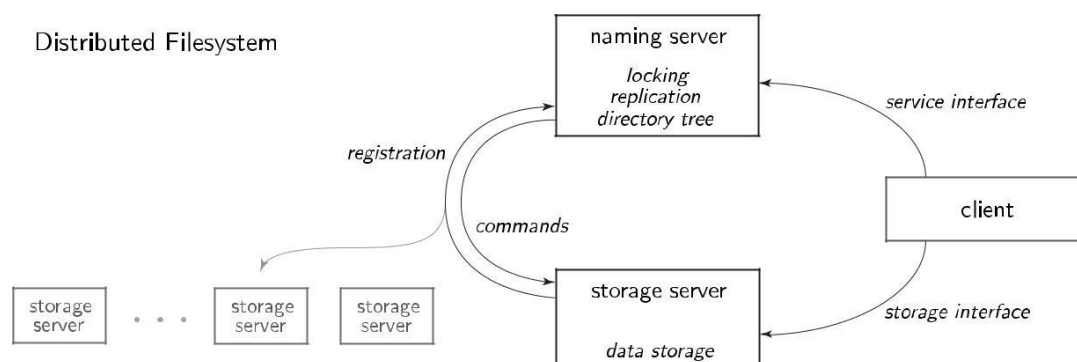 Distributed Filesystem
naming server
locking
replication
directory tree
service interface
registration
client
commands
storage server
storage interface
data storage
storage
server
. . .
storage
server
storage
server